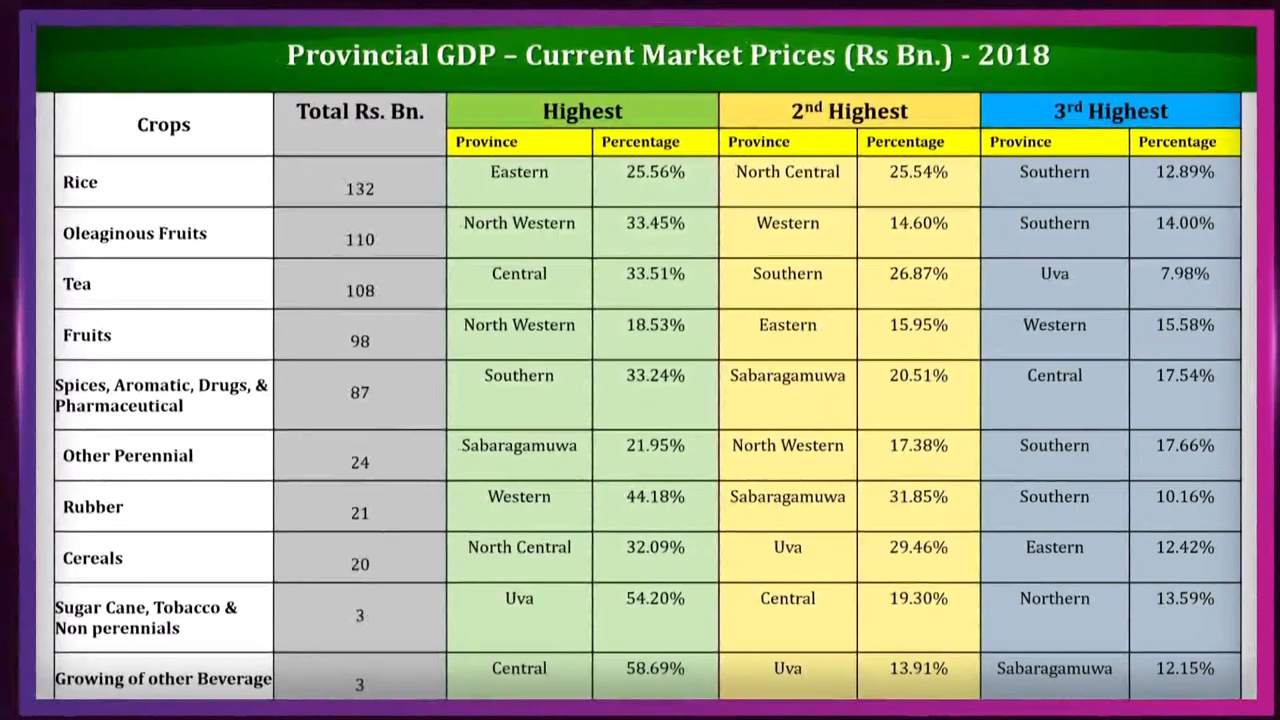 Provincial GDP – Current Market Prices (Rs Bn.) - 2018
Crops Total Rs. Bn. Highest 2nd Highest 3rd Highest
Province Percentage Province Percentage Province Percentage
Rice 132 Eastern 25.56% North Central 25.54% Southern 12.89%
Oleaginous Fruits 110 North Western 33.45% Western 14.60% Southern 14.00%
Tea 108 Central 33.51% Southern 26.87% Uva 7.98%
Fruits 98 North Western 18.53% Eastern 15.95% Western 15.58%
Spices, Aromatic, Drugs, &
Pharmaceutical 87 Southern 33.24% Sabaragamuwa 20.51% Central 17.54%
Other Perennial 24 Sabaragamuwa 21.95% North Western 17.38% Southern 17.66%
Rubber 21 Western 44.18% Sabaragamuwa 31.85% Southern 10.16%
Cereals 20 North Central 32.09% Uva 29.46% Eastern 12.42%
Sugar Cane, Tobacco &
Non perennials 3 Uva 54.20% Central 19.30% Northern 13.59%
Growing of other Beverage 3 Central 58.69% Uva 13.91% Sabaragamuwa 12.15%